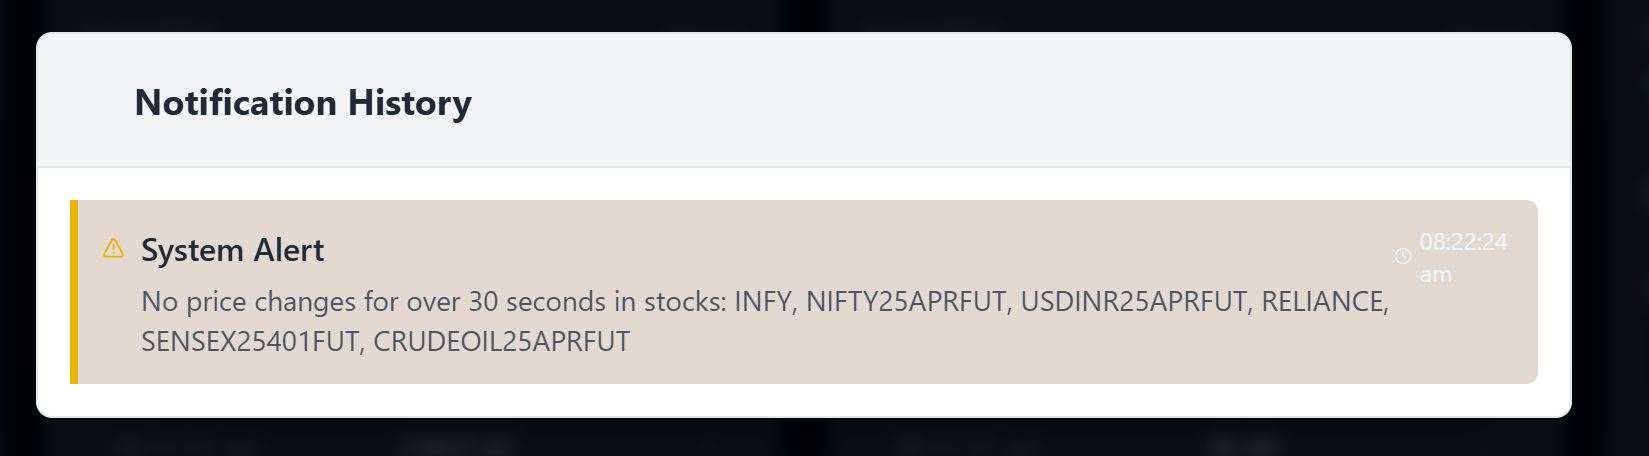 Notification History
System Alert
08:22:24
am
No price changes for over 30 seconds in stocks: INFY, NIFTY25APRFUT, USDINR25APRFUT, RELIANCE,
SENSEX25401FUT, CRUDEOIL25APRFUT